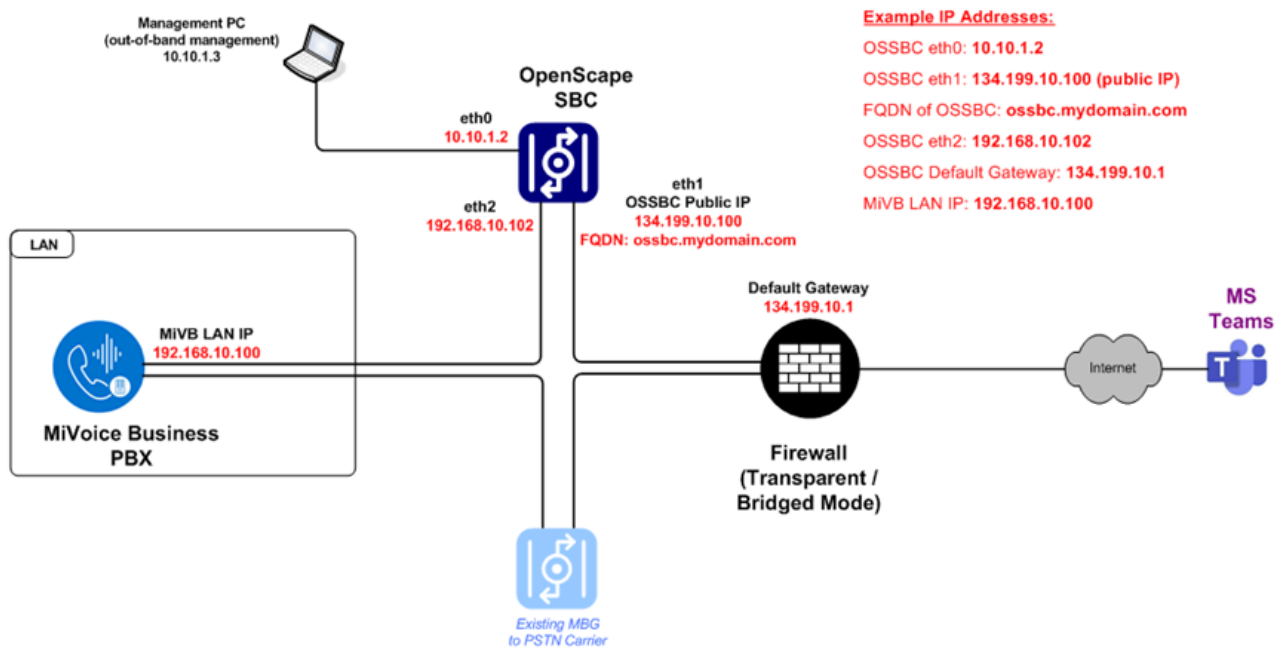 Management PC
(out-of-band management)
10.10.1.3
OpenScape
SBC
eth0
10.10.1.2
eth2
192.168.10.102
eth1
OSSBC Public IP
134.199.10.100
FQDN: ossbc.mydomain.com
Example IP Addresses:
OSSBC eth0: 10.10.1.2
OSSBC eth1: 134.199.10.100 (public IP)
FQDN of OSSBC: ossbc.mydomain.com
OSSBC eth2: 192.168.10.102
OSSBC Default Gateway: 134.199.10.1
MiVB LAN IP: 192.168.10.100
LAN
MiVB LAN IP
192.168.10.100
MiVoice Business
PBX
Default Gateway
134.199.10.1
Firewall
(Transparent /
Bridged Mode)
Internet
MS
Teams
T
Existing MBG
to PSTN Carrier